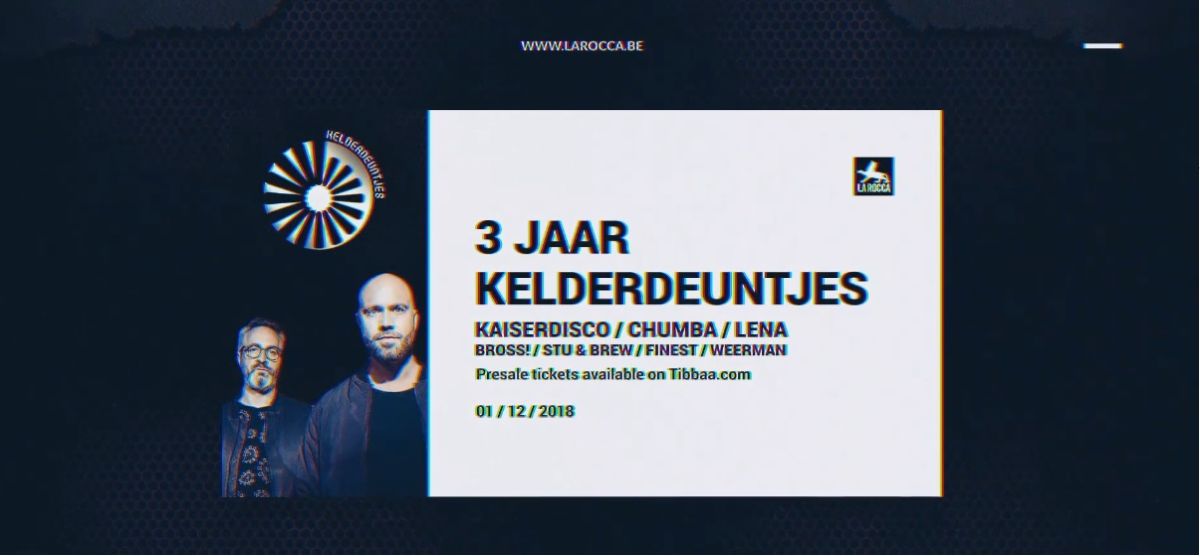 WWW.LAROCCA.BE
KELDERDEUNTJES
LA ROCCA
3 JAAR
KELDERDEUNTJES
KAISERDISCO / CHUMBA / LENA
BROSS! / STU & BREW / FINEST / WEERMAN
Presale tickets available on Tibbaa.com
01 / 12 / 2018